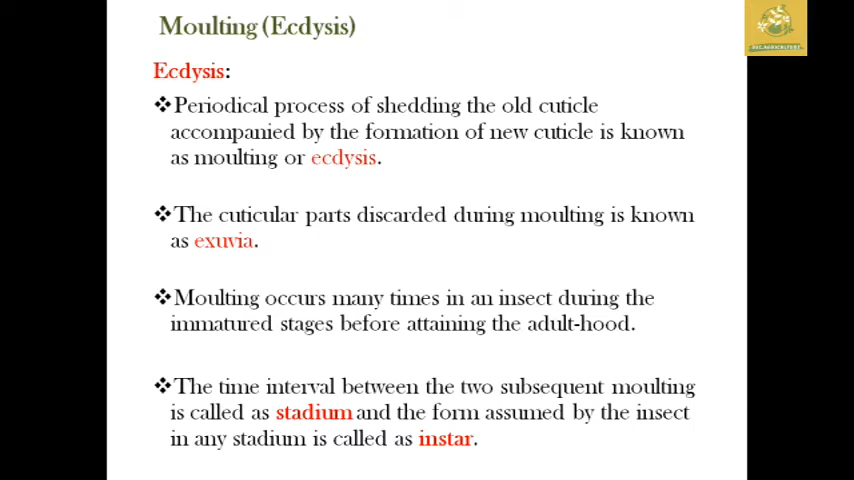 Moulting (Ecdysis)
Ecdysis:
❖Periodical process of shedding the old cuticle
accompanied by the formation of new cuticle is known
as moulting or ecdysis.
❖The cuticular parts discarded during moulting is known
as exuvia.
❖Moulting occurs many times in an insect during the
immatured stages before attaining the adult-hood.
❖The time interval between the two subsequent moulting
is called as stadium and the form assumed by the insect
in any stadium is called as instar.